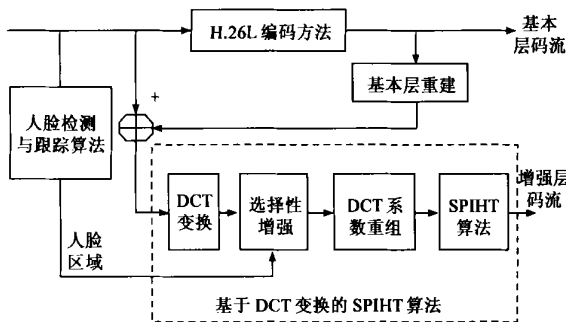 H.26L 编码方法
基本
层码流
基本层重建
+
人脸检测
与跟踪算法
DCT
变换
选择性
增强
DCT 系
数重组
SPIHT
算法
增强层
码流
人脸
区域
基于 DCT 变换的 SPIHT 算法